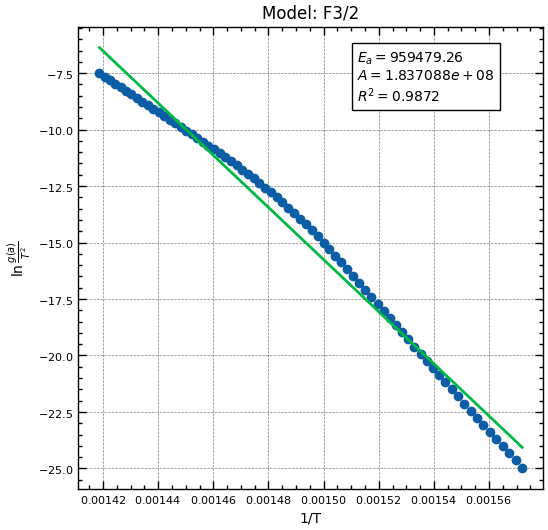 Model: F3/2
E_a = 959479.26
A = 1.837088e + 08
R² = 0.9872
−7.5
−10.0
−12.5
−15.0
−17.5
−20.0
−22.5
−25.0
ln g(a)/T²
0.00142 0.00144 0.00146 0.00148 0.00150 0.00152 0.00154 0.00156
1/T